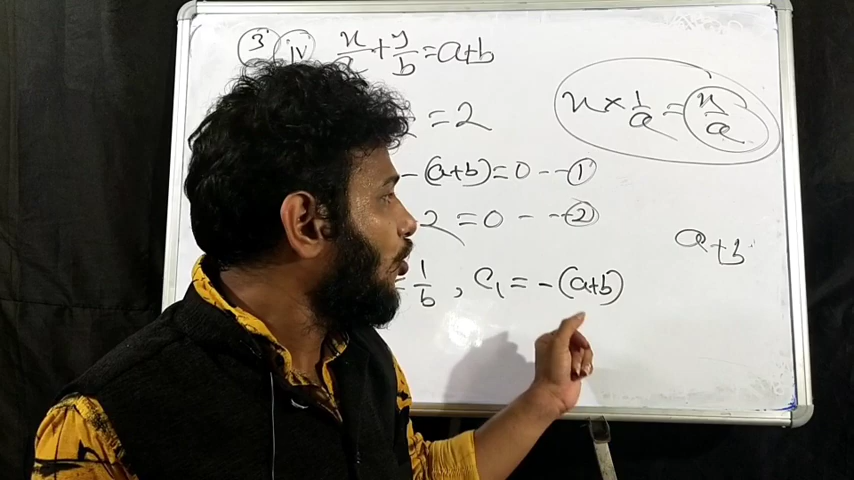 3 iv x/a + y/b = a+b
= 2
x × 1/a = x/a
- (a+b) = 0 -- 1
2 = 0 --- 2
a+b
= 1/b , C₁ = - (a+b)